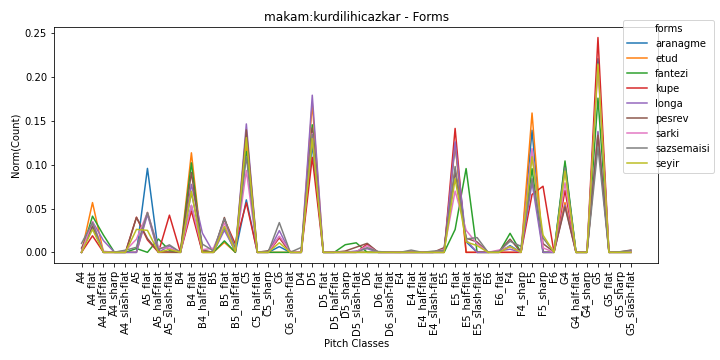 makam:kurdilihicazkar - Forms
forms
aranagme
etud
fantezi
kupe
longa
pesrev
sarki
sazsemaisi
seyir
Norm(Count)
0.25
0.20
0.15
0.10
0.05
0.00
A4
A4_flat
A4_half-flat
A4_sharp
A4_slash-flat
A5
A5_flat
A5_half-flat
A5_slash-flat
B4
B4_flat
B4_half-flat
B5
B5_flat
B5_half-flat
C5
C5_half-flat
C5_sharp
C6
C6_slash-flat
D4
D5
D5_flat
D5_half-flat
D5_sharp
D5_slash-flat
D6
D6_flat
D6_slash-flat
E4
E4_flat
E4_half-flat
E4_slash-flat
E5
E5_flat
E5_half-flat
E5_slash-flat
E6
E6_flat
F4
F4_sharp
F5
F5_sharp
F6
G4
G4_half-flat
G4_sharp
G5
G5_flat
G5_sharp
G5_slash-flat
Pitch Classes